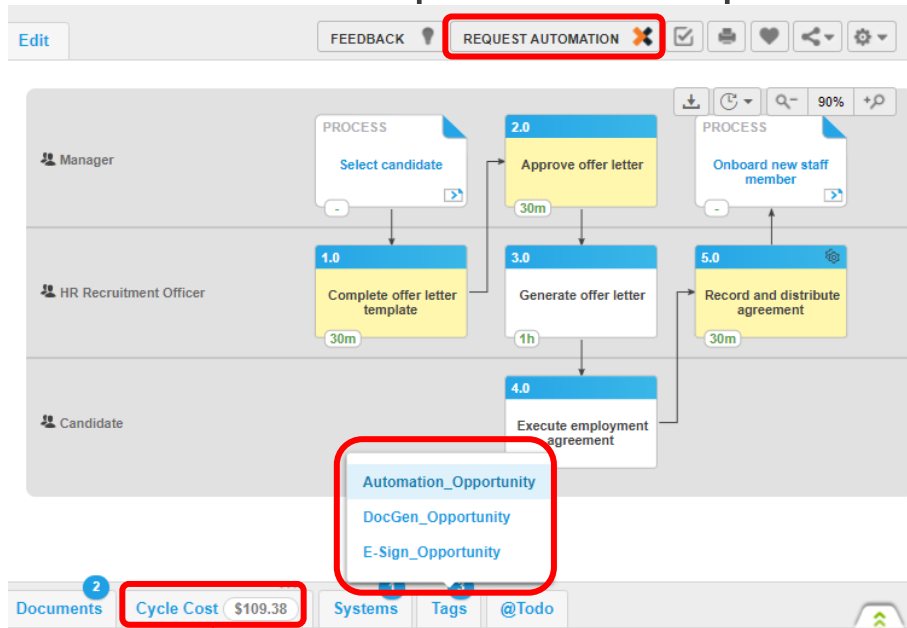 Edit
FEEDBACK
REQUEST AUTOMATION
90%
Manager
PROCESS
Select candidate
-
2.0
Approve offer letter
30m
PROCESS
Onboard new staff
member
-
HR Recruitment Officer
1.0
Complete offer letter
template
30m
3.0
Generate offer letter
1h
5.0
Record and distribute
agreement
30m
Candidate
4.0
Execute employment
agreement
Automation_Opportunity
DocGen_Opportunity
E-Sign_Opportunity
2
Documents
Cycle Cost $109.38
Systems
Tags
@Todo